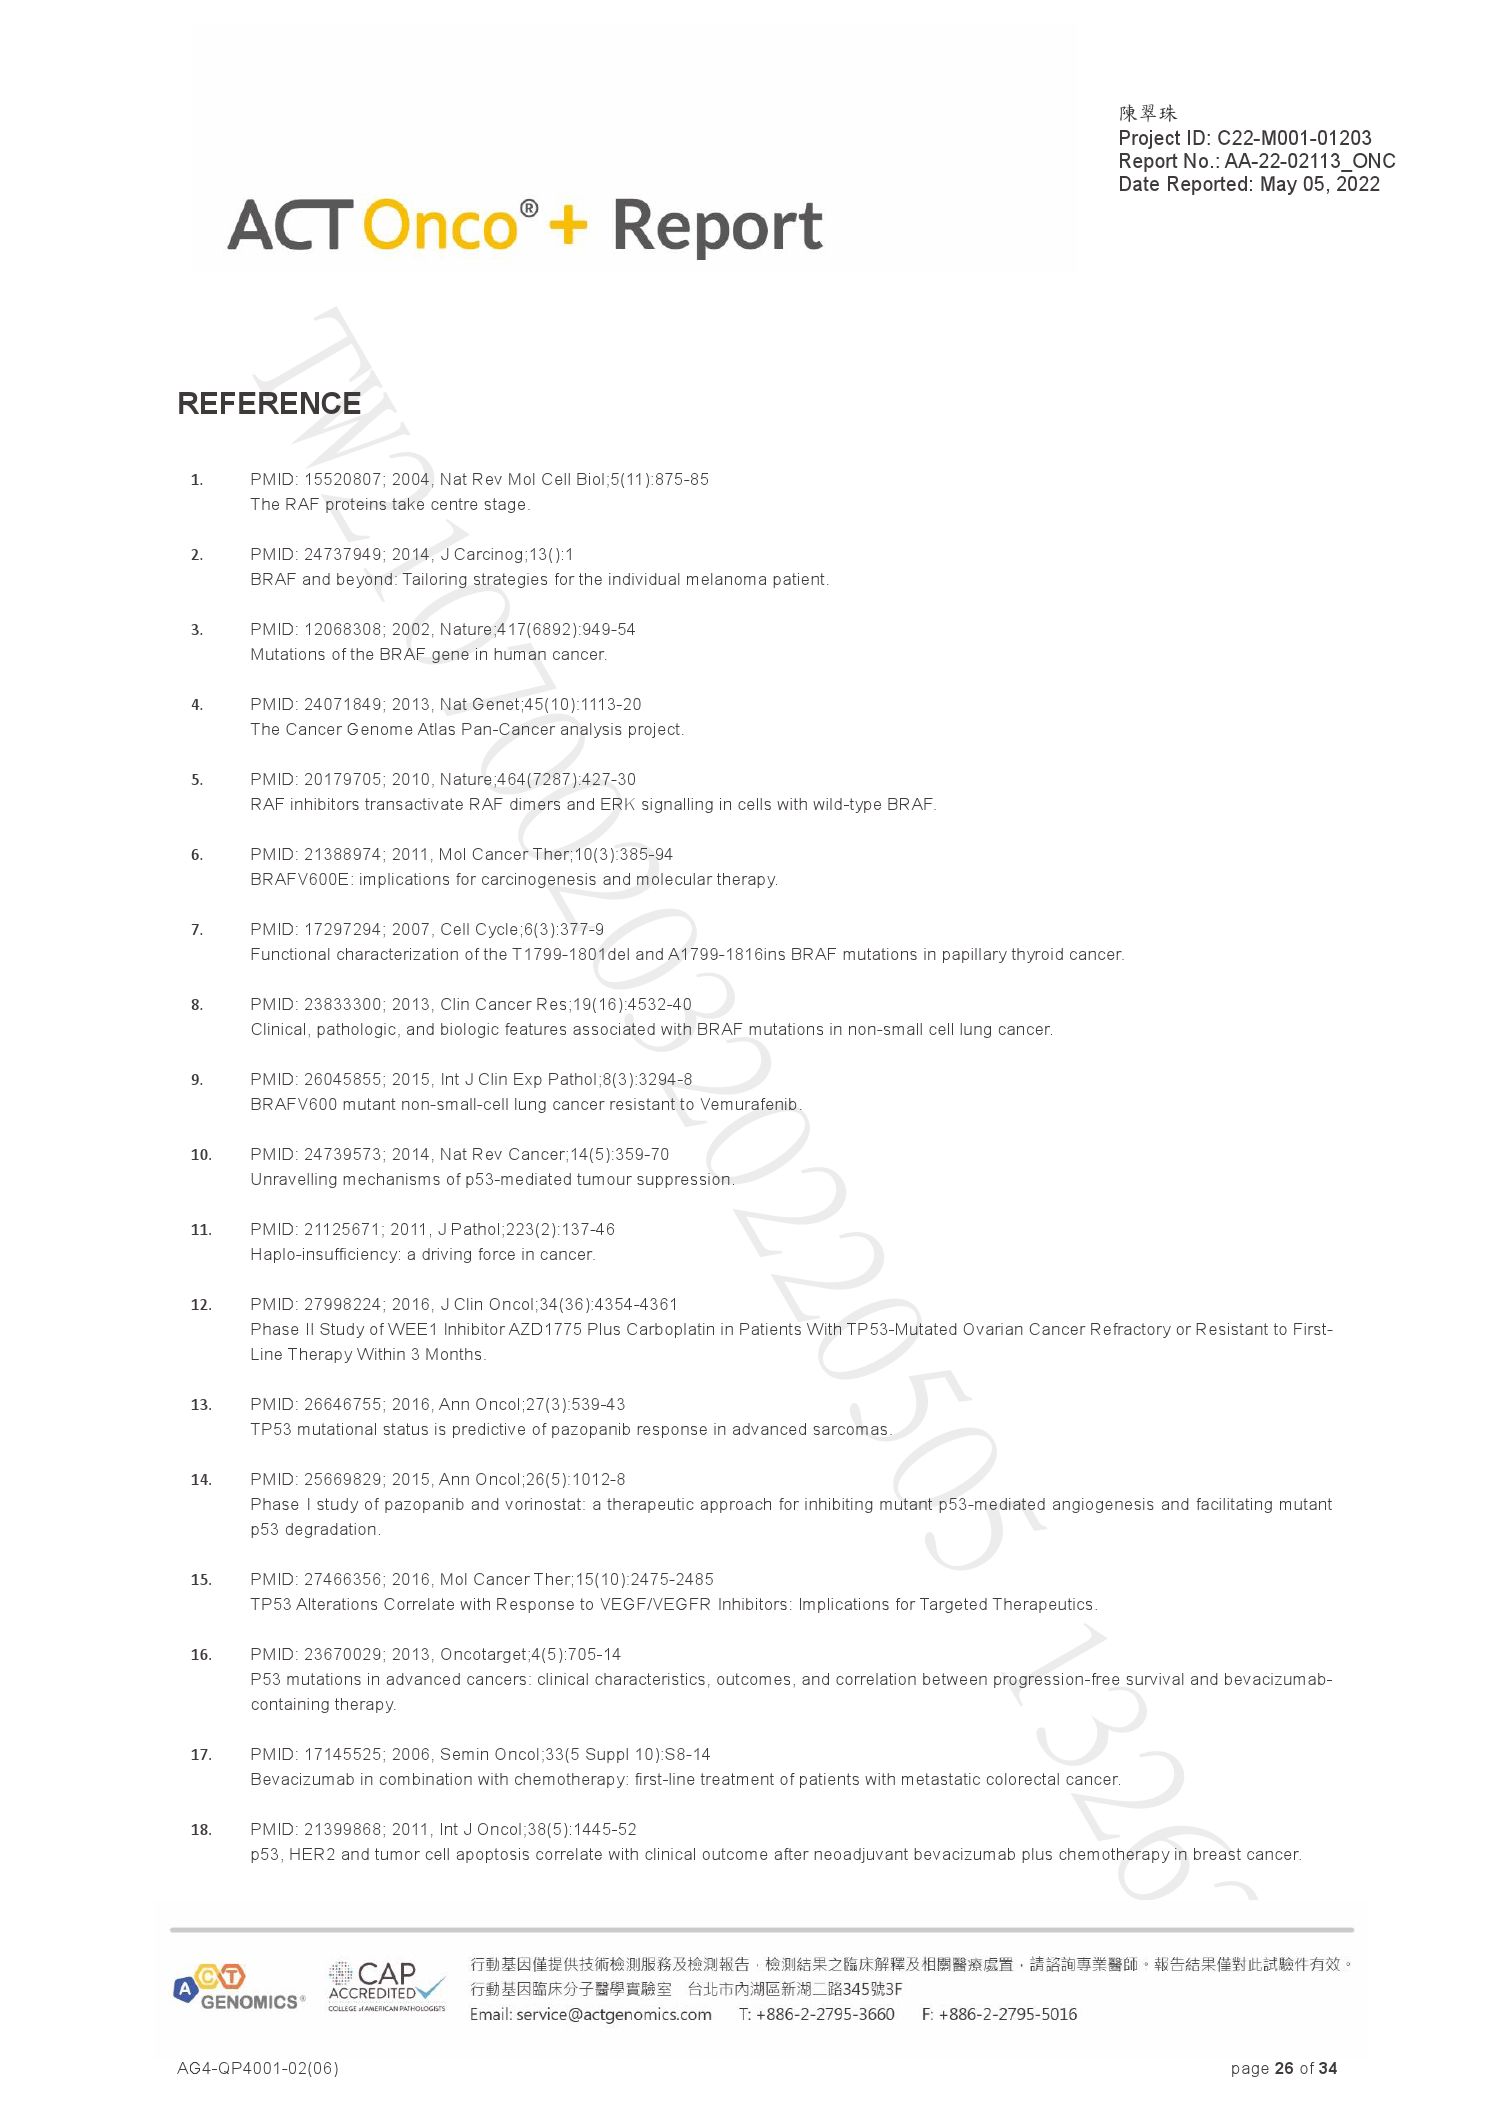 陳翠珠
Project ID: C22-M001-01203
Report No.: AA-22-02113_ONC
Date Reported: May 05, 2022
ACTOnco®+ Report
REFERENCE
1. PMID: 15520807; 2004, Nat Rev Mol Cell Biol;5(11):875-85
The RAF proteins take centre stage.
2. PMID: 24737949; 2014, J Carcinog;13():1
BRAF and beyond: Tailoring strategies for the individual melanoma patient.
3. PMID: 12068308; 2002, Nature;417(6892):949-54
Mutations of the BRAF gene in human cancer.
4. PMID: 24071849; 2013, Nat Genet;45(10):1113-20
The Cancer Genome Atlas Pan-Cancer analysis project.
5. PMID: 20179705; 2010, Nature;464(7287):427-30
RAF inhibitors transactivate RAF dimers and ERK signalling in cells with wild-type BRAF.
6. PMID: 21388974; 2011, Mol Cancer Ther;10(3):385-94
BRAFV600E: implications for carcinogenesis and molecular therapy.
7. PMID: 17297294; 2007, Cell Cycle;6(3):377-9
Functional characterization of the T1799-1801del and A1799-1816ins BRAF mutations in papillary thyroid cancer.
8. PMID: 23833300; 2013, Clin Cancer Res;19(16):4532-40
Clinical, pathologic, and biologic features associated with BRAF mutations in non-small cell lung cancer.
9. PMID: 26045855; 2015, Int J Clin Exp Pathol;8(3):3294-8
BRAFV600 mutant non-small-cell lung cancer resistant to Vemurafenib.
10. PMID: 24739573; 2014, Nat Rev Cancer;14(5):359-70
Unravelling mechanisms of p53-mediated tumour suppression.
11. PMID: 21125671; 2011, J Pathol;223(2):137-46
Haplo-insufficiency: a driving force in cancer.
12. PMID: 27998224; 2016, J Clin Oncol;34(36):4354-4361
Phase II Study of WEE1 Inhibitor AZD1775 Plus Carboplatin in Patients With TP53-Mutated Ovarian Cancer Refractory or Resistant to First-
Line Therapy Within 3 Months.
13. PMID: 26646755; 2016, Ann Oncol;27(3):539-43
TP53 mutational status is predictive of pazopanib response in advanced sarcomas.
14. PMID: 25669829; 2015, Ann Oncol;26(5):1012-8
Phase I study of pazopanib and vorinostat: a therapeutic approach for inhibiting mutant p53-mediated angiogenesis and facilitating mutant
p53 degradation.
15. PMID: 27466356; 2016, Mol Cancer Ther;15(10):2475-2485
TP53 Alterations Correlate with Response to VEGF/VEGFR Inhibitors: Implications for Targeted Therapeutics.
16. PMID: 23670029; 2013, Oncotarget;4(5):705-14
P53 mutations in advanced cancers: clinical characteristics, outcomes, and correlation between progression-free survival and bevacizumab-
containing therapy.
17. PMID: 17145525; 2006, Semin Oncol;33(5 Suppl 10):S8-14
Bevacizumab in combination with chemotherapy: first-line treatment of patients with metastatic colorectal cancer.
18. PMID: 21399868; 2011, Int J Oncol;38(5):1445-52
p53, HER2 and tumor cell apoptosis correlate with clinical outcome after neoadjuvant bevacizumab plus chemotherapy in breast cancer.
ACT GENOMICS®
CAP ACCREDITED
COLLEGE of AMERICAN PATHOLOGISTS
行動基因僅提供技術檢測服務及檢測報告，檢測結果之臨床解釋及相關醫療處置，請諮詢專業醫師。報告結果僅對此試驗件有效。
行動基因臨床分子醫學實驗室 台北市內湖區新湖二路345號3F
Email: service@actgenomics.com T: +886-2-2795-3660 F: +886-2-2795-5016
AG4-QP4001-02(06)
page 26 of 34